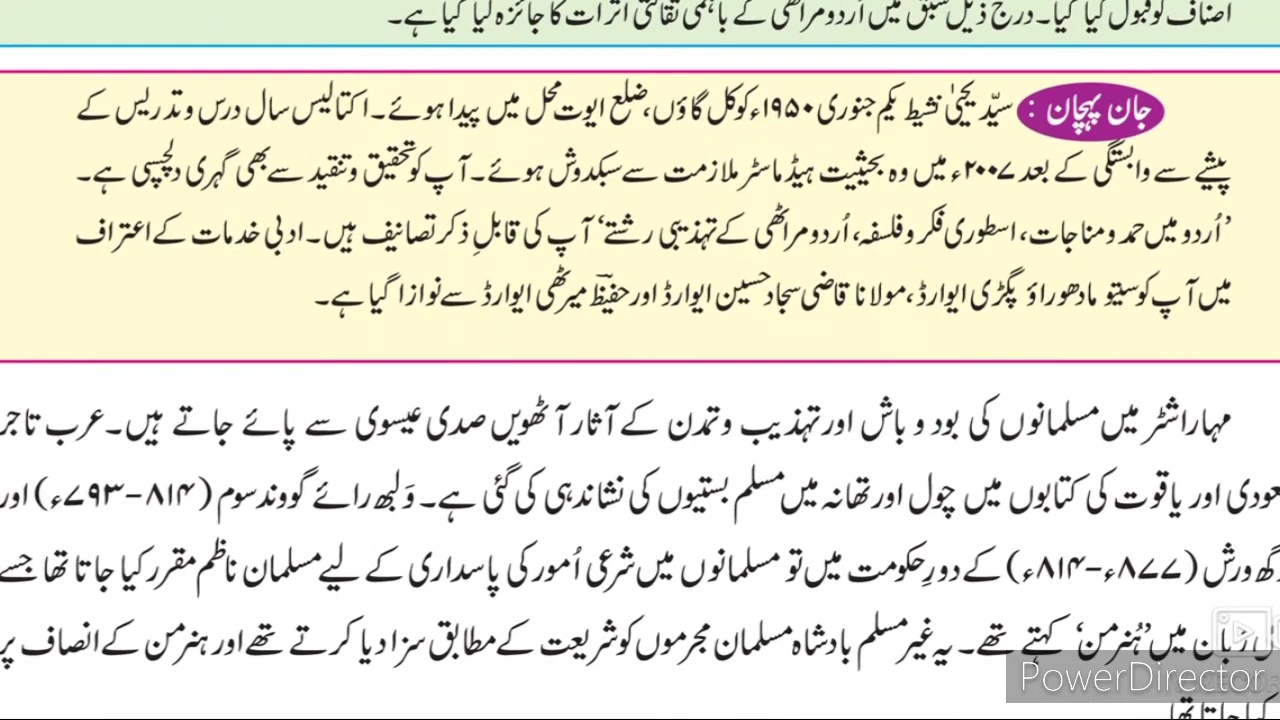 اصناف کو قبول کیا گیا۔ درج ذیل سبق میں اُردو مراٹھی کے باہمی ثقافتی اثرات کا جائزہ لیا گیا ہے۔
جان پہچان : سیّد یحییٰ نشیط یکم جنوری ۱۹۵۰ء کو کل گاؤں، ضلع ایوت محل میں پیدا ہوئے۔ اکتالیس سال درس و تدریس کے
پیشے سے وابستگی کے بعد ۲۰۰۷ء میں وہ بحیثیت ہیڈ ماسٹر ملازمت سے سبکدوش ہوئے۔ آپ کو تحقیق و تنقید سے بھی گہری دلچسپی ہے۔
’اُردو میں حمد و مناجات، اسطوری فکر و فلسفہ، اُردو مراٹھی کے تہذیبی رشتے‘ آپ کی قابلِ ذکر تصانیف ہیں۔ ادبی خدمات کے اعتراف
میں آپ کو سیتو مادھوراؤ پگڑی ایوارڈ، مولانا قاضی سجاد حسین ایوارڈ اور حفیظؔ میرٹھی ایوارڈ سے نوازا گیا ہے۔
مہاراشٹر میں مسلمانوں کی بود و باش اور تہذیب و تمدن کے آثار آٹھویں صدی عیسوی سے پائے جاتے ہیں۔ عرب تاجر
عودی اور یاقوت کی کتابوں میں چول اور تھانہ میں مسلم بستیوں کی نشاندہی کی گئی ہے۔ وَلبھ رائے گووند سوم (۸۱۴-۷۹۳ء) اور
گھ ورش (۸۷۷ء-۸۱۴ء) کے دورِ حکومت میں تو مسلمانوں میں شرعی اُمور کی پاسداری کے لیے مسلمان ناظم مقرر کیا جاتا تھا جسے
زبان میں ’ہُنرمن‘ کہتے تھے۔ یہ غیر مسلم بادشاہ مسلمان مجرموں کو شریعت کے مطابق سزا دیا کرتے تھے اور ہنرمن کے انصاف پر
کیا جاتا تھا
PowerDirector